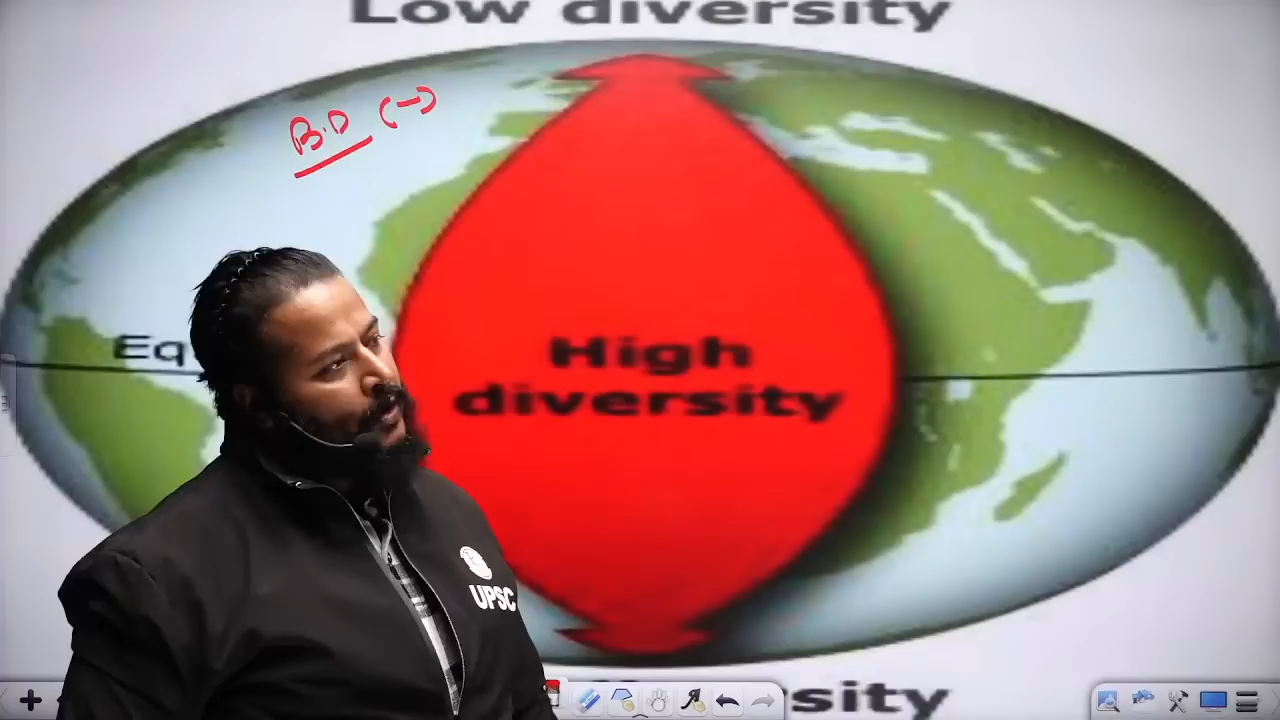 Low diversity
B.D (-)
Eq
High
diversity
UPSC
sity